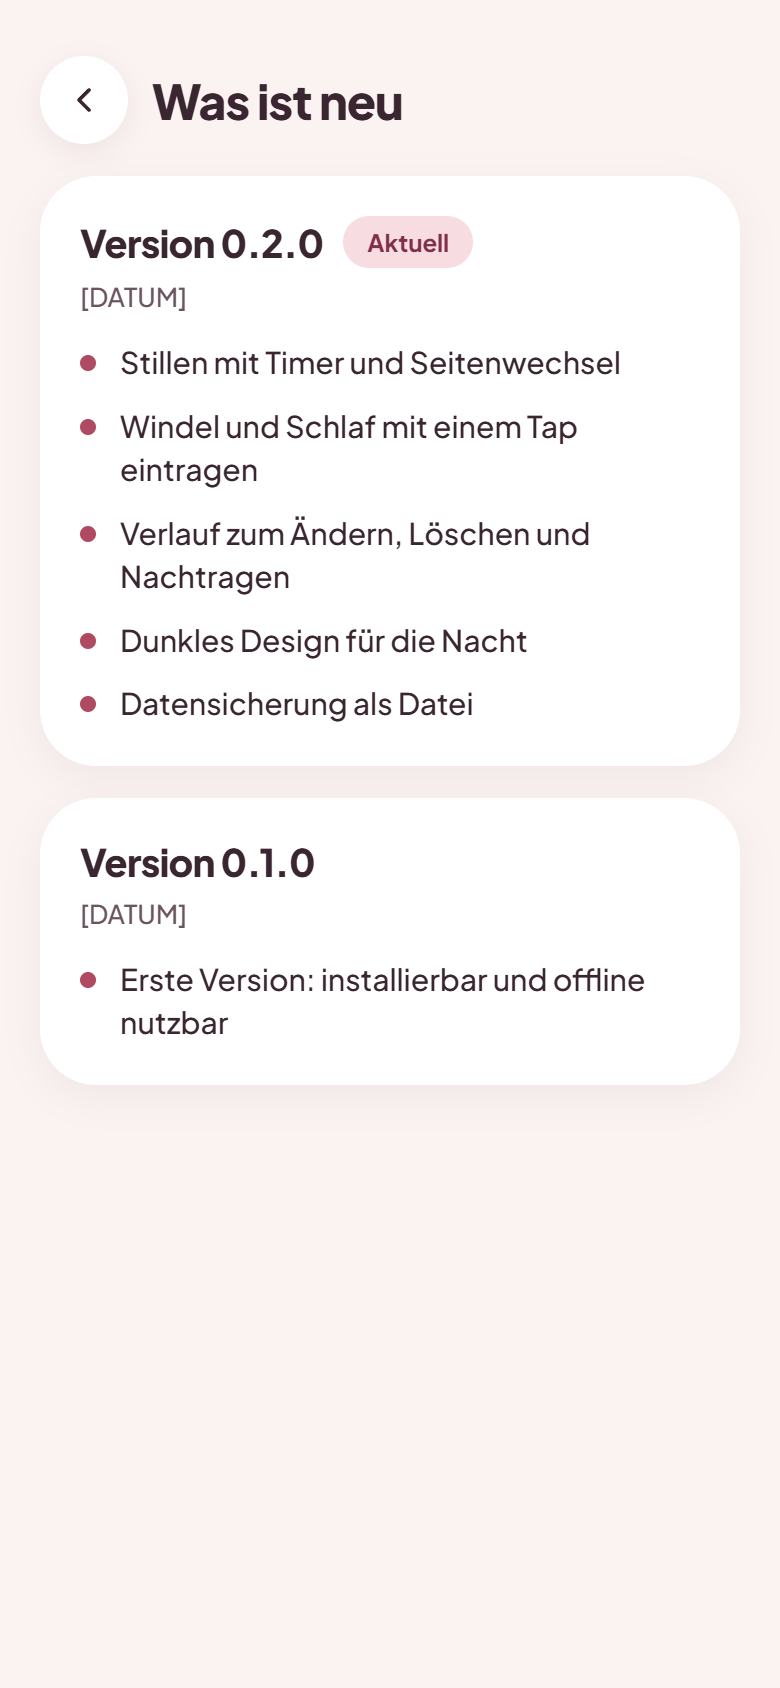 Was ist neu
Version 0.2.0 Aktuell
[DATUM]
Stillen mit Timer und Seitenwechsel
Windel und Schlaf mit einem Tap
eintragen
Verlauf zum Ändern, Löschen und
Nachtragen
Dunkles Design für die Nacht
Datensicherung als Datei
Version 0.1.0
[DATUM]
Erste Version: installierbar und offline
nutzbar